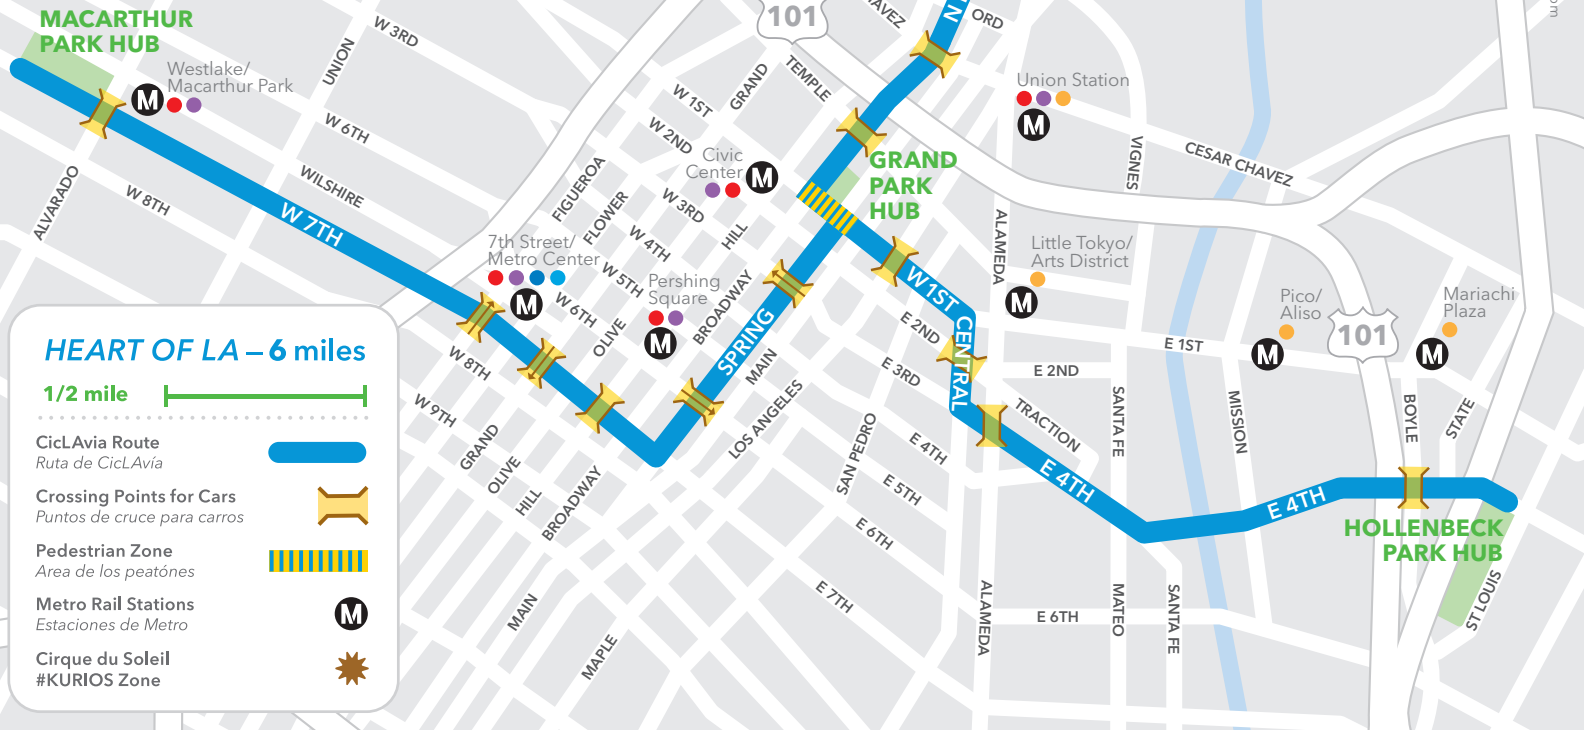 MACARTHUR
PARK HUB
Westlake/
Macarthur Park
M
UNION
W 3RD
W 6TH
WILSHIRE
W 8TH
ALVARADO
W 7TH
101
N
ORD
TEMPLE
GRAND
W 1ST
W 2ND
Civic
Center
M
W 3RD
FIGUEROA
FLOWER
W 4TH
HILL
W 5TH
7th Street/
Metro Center
M
W 6TH
OLIVE
Pershing
Square
M
BROADWAY
SPRING
MAIN
LOS ANGELES
GRAND
PARK
HUB
Union Station
M
VIGNES
CESAR CHAVEZ
ALAMEDA
Little Tokyo/
Arts District
M
W 1ST
CENTRAL
E 2ND
E 3RD
E 2ND
E 1ST
Pico/
Aliso
M
101
Mariachi
Plaza
M
TRACTION
SANTA FE
MISSION
BOYLE
STATE
E 4TH
E 4TH
HOLLENBECK
PARK HUB
ST LOUIS
SAN PEDRO
E 4TH
E 5TH
E 6TH
E 7TH
ALAMEDA
E 6TH
MATEO
SANTA FE
W 8TH
W 9TH
GRAND
OLIVE
HILL
BROADWAY
MAIN
MAPLE
HEART OF LA – 6 miles
1/2 mile
CicLAvia Route
Ruta de CicLAvía
Crossing Points for Cars
Puntos de cruce para carros
Pedestrian Zone
Area de los peatónes
Metro Rail Stations
Estaciones de Metro
M
Cirque du Soleil
#KURIOS Zone